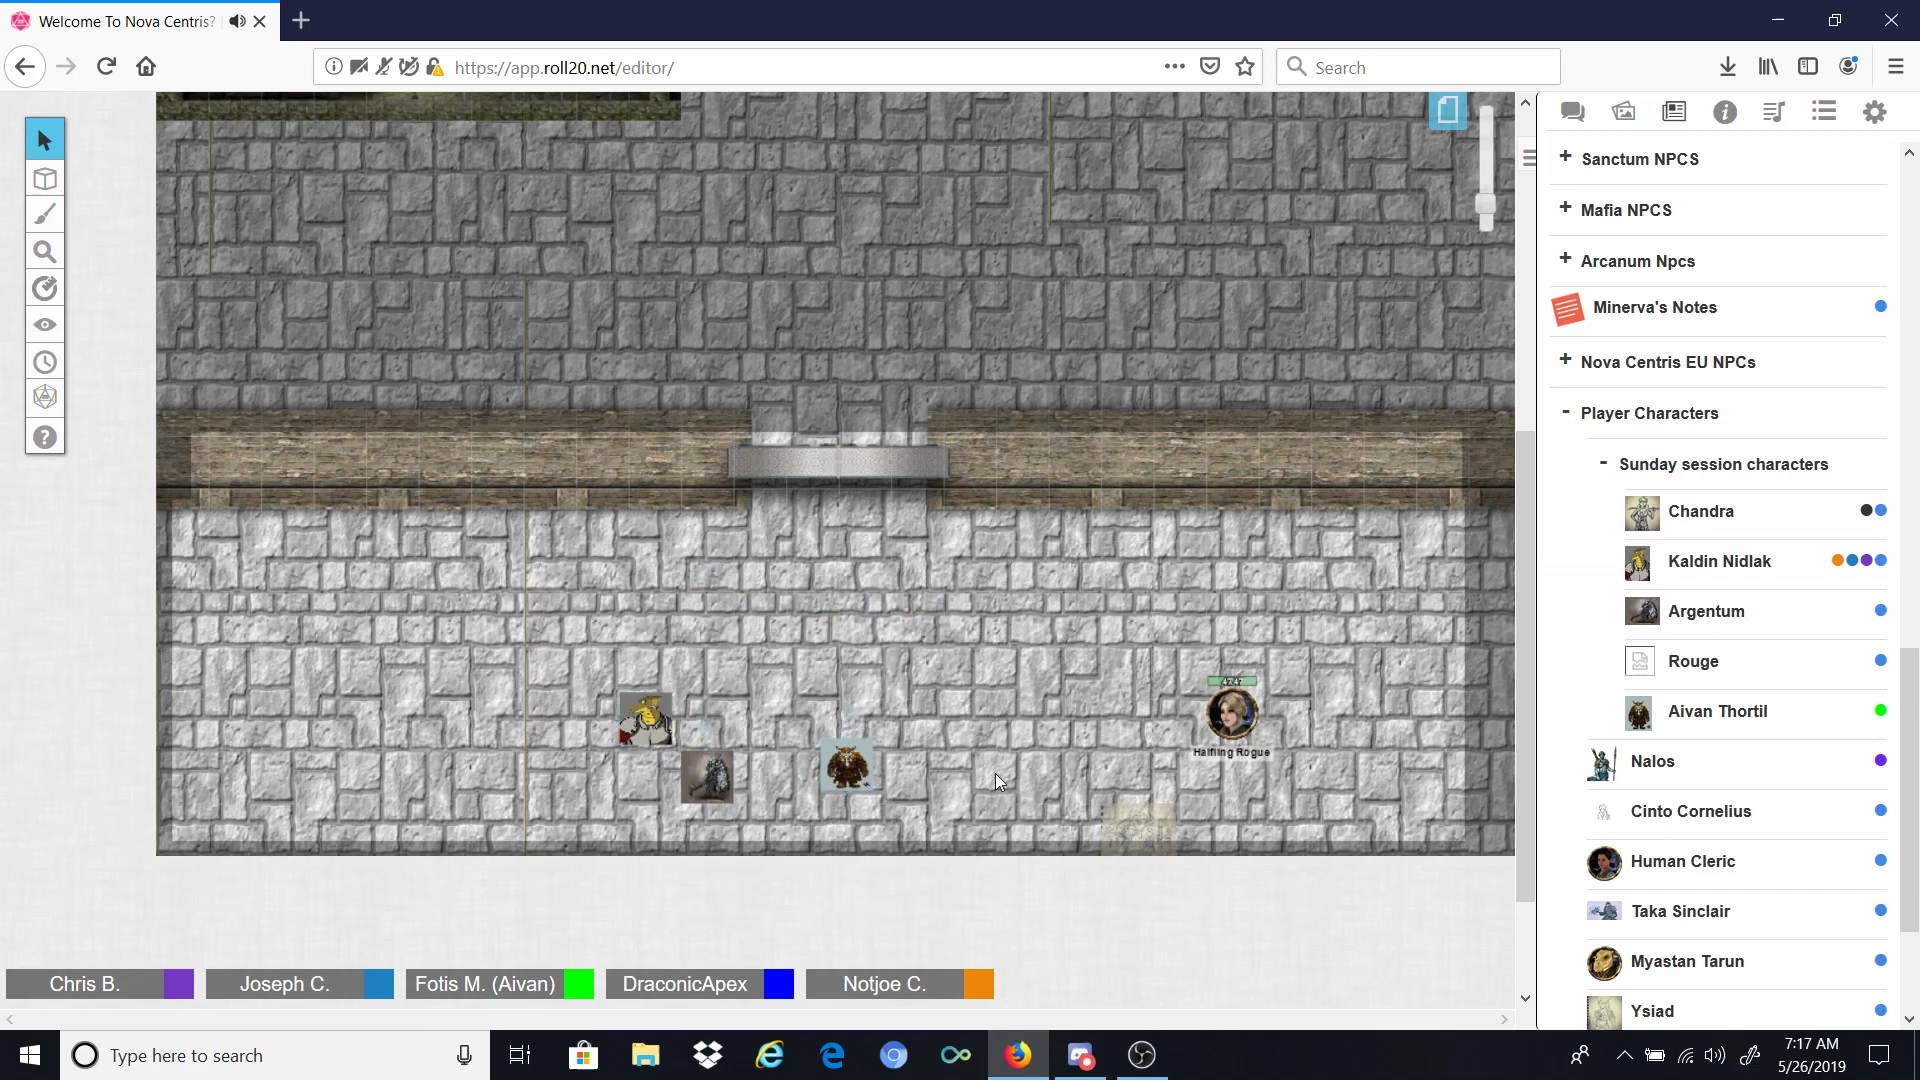 Welcome To Nova Centris?
https://app.roll20.net/editor/
Search
Sanctum NPCS
Mafia NPCS
Arcanum Npcs
Minerva's Notes
Nova Centris EU NPCs
Player Characters
Sunday session characters
Chandra
Kaldin Nidlak
Argentum
Rouge
Aivan Thortil
Nalos
Cinto Cornelius
Human Cleric
Taka Sinclair
Myastan Tarun
Ysiad
47/47
Halfling Rogue
Chris B.
Joseph C.
Fotis M. (Aivan)
DraconicApex
Notjoe C.
Type here to search
7:17 AM
5/26/2019